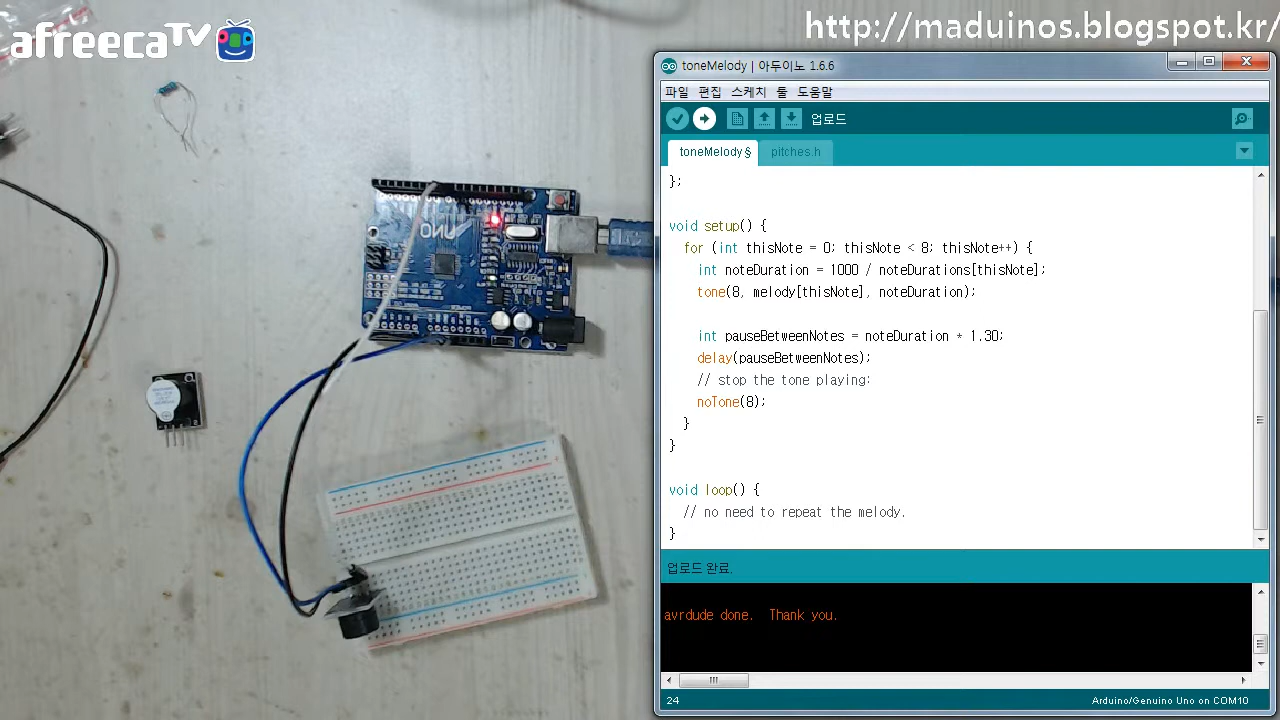 afreecaTV
http://maduinos.blogspot.kr/
toneMelody | 아두이노 1.6.6
파일 편집 스케치 툴 도움말
업로드
toneMelody § pitches.h
};
void setup() {
for (int thisNote = 0; thisNote < 8; thisNote++) {
int noteDuration = 1000 / noteDurations[thisNote];
tone(8, melody[thisNote], noteDuration);
int pauseBetweenNotes = noteDuration * 1.30;
delay(pauseBetweenNotes);
// stop the tone playing:
noTone(8);
}
}
void loop() {
// no need to repeat the melody.
}
업로드 완료.
avrdude done.  Thank you.
24
Arduino/Genuino Uno on COM10
UNO